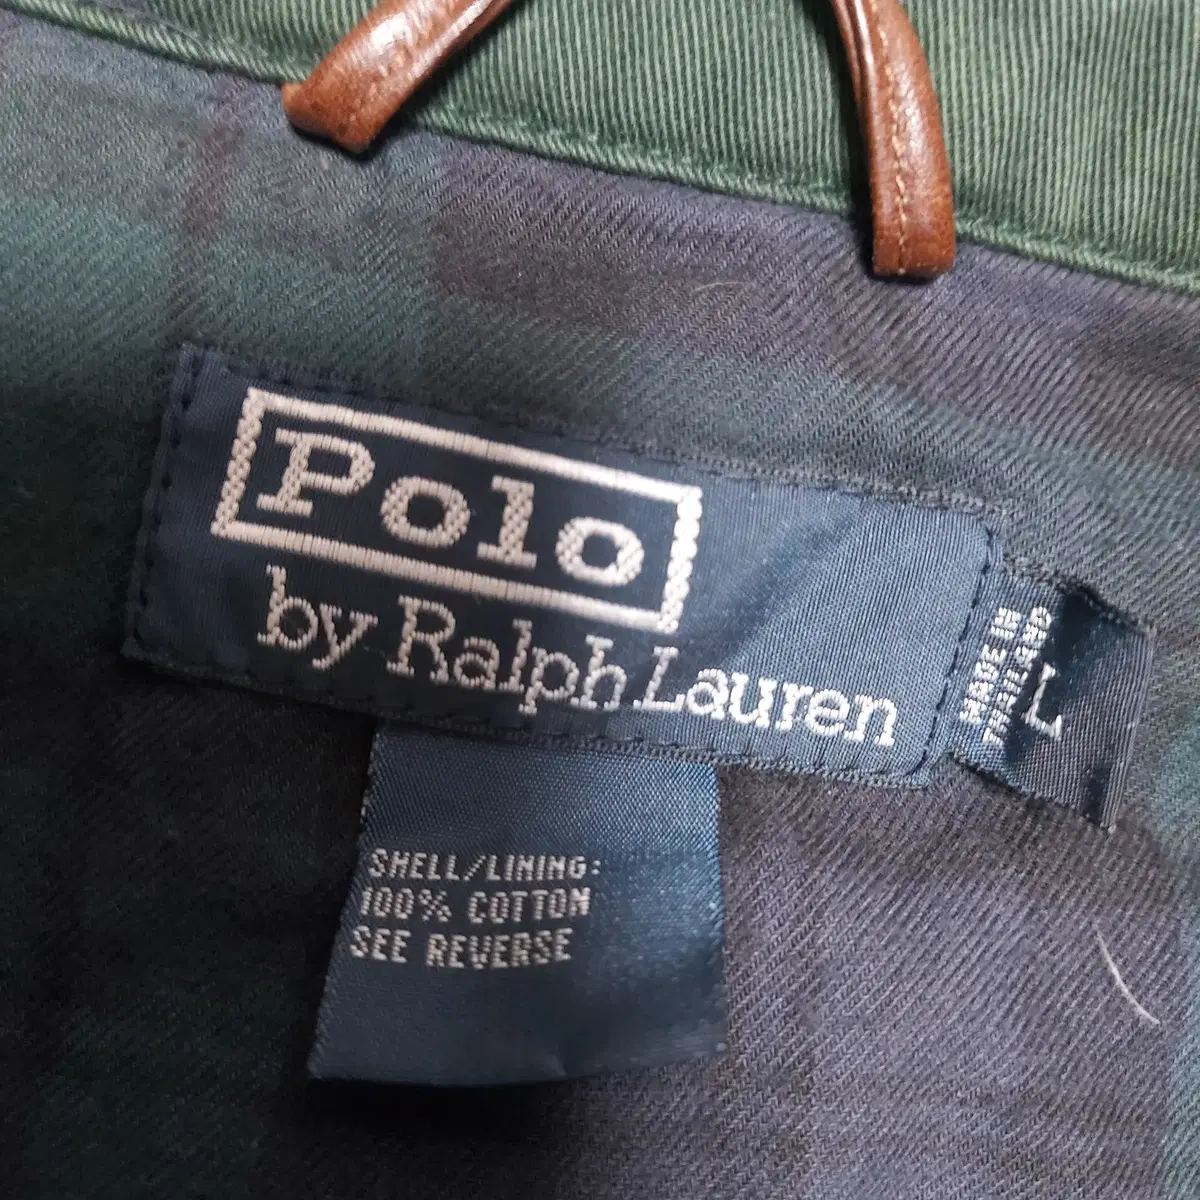 Polo
by Ralph Lauren
MADE IN
THAILAND
L
SHELL/LINING:
100% COTTON
SEE REVERSE